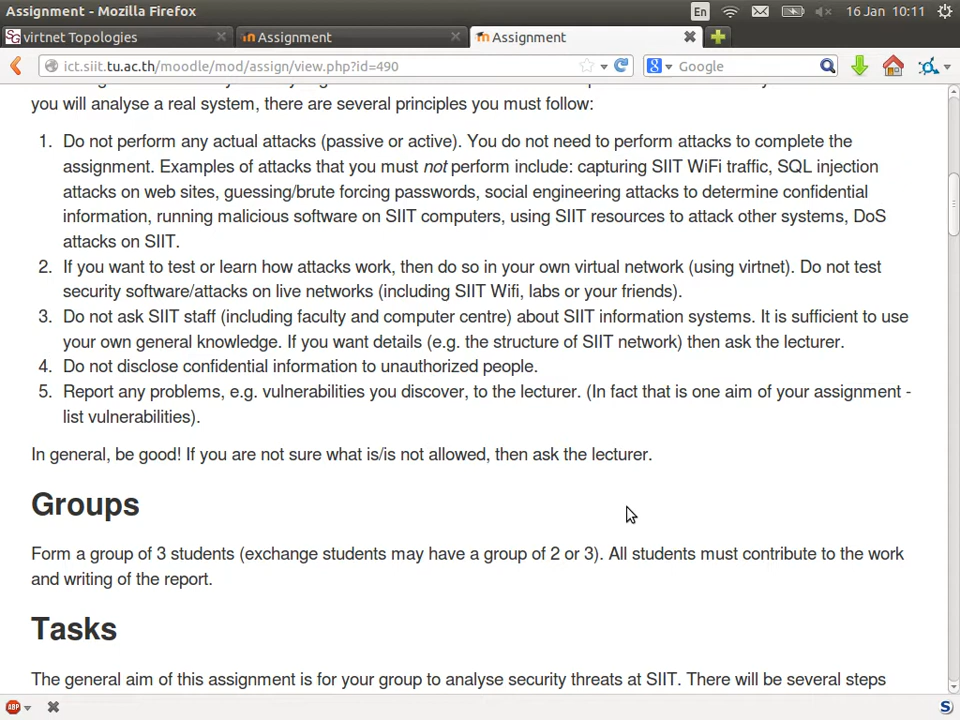 Assignment - Mozilla Firefox
En
16 Jan 10:11
virtnet Topologies
Assignment
Assignment
ict.siit.tu.ac.th/moodle/mod/assign/view.php?id=490
Google
you will analyse a real system, there are several principles you must follow:
1. Do not perform any actual attacks (passive or active). You do not need to perform attacks to complete the
assignment. Examples of attacks that you must not perform include: capturing SIIT WiFi traffic, SQL injection
attacks on web sites, guessing/brute forcing passwords, social engineering attacks to determine confidential
information, running malicious software on SIIT computers, using SIIT resources to attack other systems, DoS
attacks on SIIT.
2. If you want to test or learn how attacks work, then do so in your own virtual network (using virtnet). Do not test
security software/attacks on live networks (including SIIT Wifi, labs or your friends).
3. Do not ask SIIT staff (including faculty and computer centre) about SIIT information systems. It is sufficient to use
your own general knowledge. If you want details (e.g. the structure of SIIT network) then ask the lecturer.
4. Do not disclose confidential information to unauthorized people.
5. Report any problems, e.g. vulnerabilities you discover, to the lecturer. (In fact that is one aim of your assignment -
list vulnerabilities).
In general, be good! If you are not sure what is/is not allowed, then ask the lecturer.
Groups
Form a group of 3 students (exchange students may have a group of 2 or 3). All students must contribute to the work
and writing of the report.
Tasks
The general aim of this assignment is for your group to analyse security threats at SIIT. There will be several steps
ABP